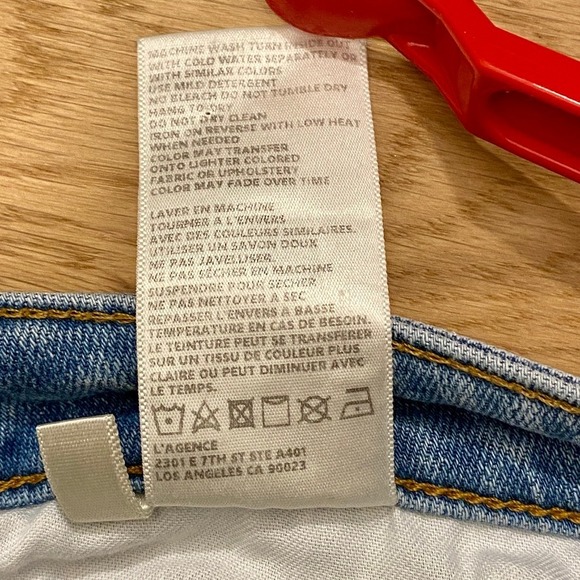 MACHINE WASH TURN INSIDE OUT
WITH COLD WATER SEPARATELY OR
WITH SIMILAR COLORS
USE MILD DETERGENT
NO BLEACH DO NOT TUMBLE DRY
HANG TO DRY
DO NOT DRY CLEAN
IRON ON REVERSE WITH LOW HEAT
WHEN NEEDED
COLOR MAY TRANSFER
ONTO LIGHTER COLORED
FABRIC OR UPHOLSTERY
COLOR MAY FADE OVER TIME
LAVER EN MACHINE
TOURNER A L'ENVERS
AVEC DES COULEURS SIMILAIRES.
UTILISER UN SAVON DOUX
NE PAS JAVELLISER
NE PAS SÉCHER EN MACHINE
SUSPENDRE POUR SÉCHER
NE PAS NETTOYER A SEC
REPASSER L'ENVERS A BASSE
TEMPERATURE EN CAS DE BESOIN.
LE TEINTURE PEUT SE TRANSFÉRER
SUR UN TISSU DE COULEUR PLUS
CLAIRE OU PEUT DIMINUER AVEC
LE TEMPS.
L'AGENCE
2301 E 7TH ST STE A401
LOS ANGELES CA 90023